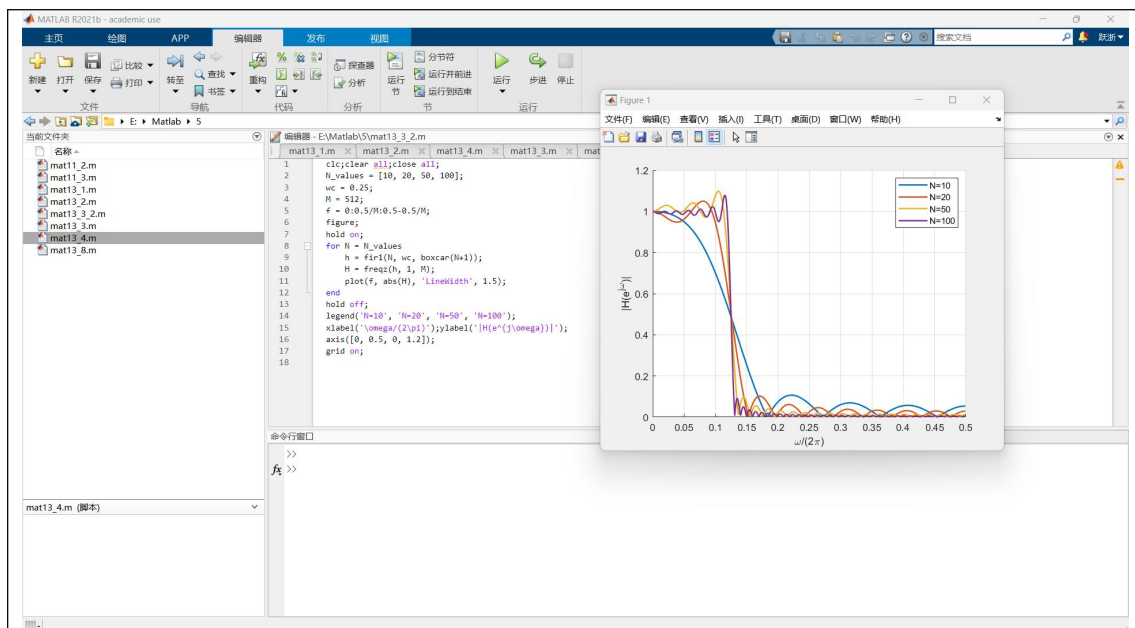 MATLAB R2021b - academic use
主页 绘图 APP 编辑器 发布 视图
搜索文档 跃浙
新建 打开 保存 比较 打印 转至 查找 书签 重构 探查器 分析 运行节 分节符 运行并前进 运行到结束 运行 步进 停止
文件 导航 代码 分析 节 运行
E: Matlab 5
当前文件夹
名称
mat11_2.m
mat11_3.m
mat13_1.m
mat13_2.m
mat13_3_2.m
mat13_3.m
mat13_4.m
mat13_8.m
mat13_4.m (脚本)
编辑器 - E:\Matlab\5\mat13_3_2.m
mat13_1.m mat13_2.m mat13_4.m mat13_3.m mat
1 clc;clear all;close all;
2 N_values = [10, 20, 50, 100];
3 wc = 0.25;
4 M = 512;
5 f = 0:0.5/M:0.5-0.5/M;
6 figure;
7 hold on;
8 for N = N_values
9 h = fir1(N, wc, boxcar(N+1));
10 H = freqz(h, 1, M);
11 plot(f, abs(H), 'LineWidth', 1.5);
12 end
13 hold off;
14 legend('N=10', 'N=20', 'N=50', 'N=100');
15 xlabel('\omega/(2\pi)');ylabel('|H(e^{j\omega})|');
16 axis([0, 0.5, 0, 1.2]);
17 grid on;
18
命令行窗口
>>
fx >>
Figure 1
文件(F) 编辑(E) 查看(V) 插入(I) 工具(T) 桌面(D) 窗口(W) 帮助(H)
N=10
N=20
N=50
N=100
1.2
1
0.8
0.6
0.4
0.2
0
|H(e^{jω})|
0 0.05 0.1 0.15 0.2 0.25 0.3 0.35 0.4 0.45 0.5
ω/(2π)